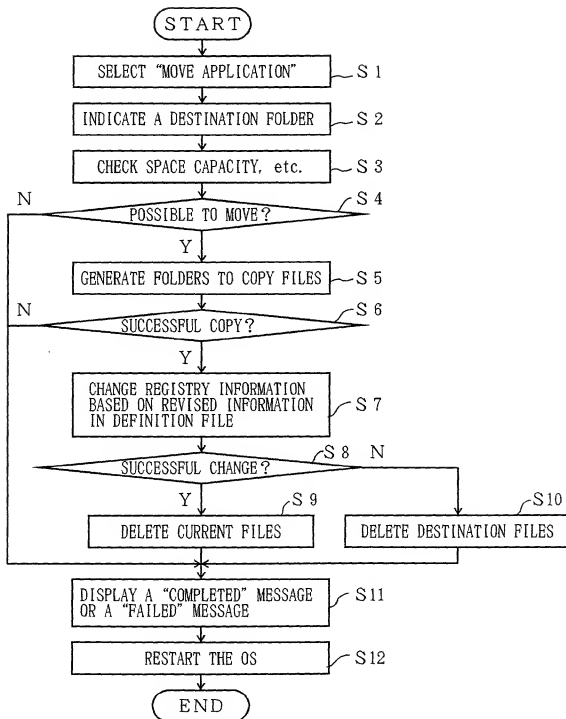 START
SELECT "MOVE APPLICATION"
S1
INDICATE A DESTINATION FOLDER
S2
CHECK SPACE CAPACITY, etc.
S3
N
POSSIBLE TO MOVE?
S4
Y
GENERATE FOLDERS TO COPY FILES
S5
N
SUCCESSFUL COPY?
S6
Y
CHANGE REGISTRY INFORMATION
BASED ON REVISED INFORMATION
IN DEFINITION FILE
S7
SUCCESSFUL CHANGE?
S8
N
Y
S9
DELETE CURRENT FILES
S10
DELETE DESTINATION FILES
DISPLAY A "COMPLETED" MESSAGE
OR A "FAILED" MESSAGE
S11
RESTART THE OS
S12
END